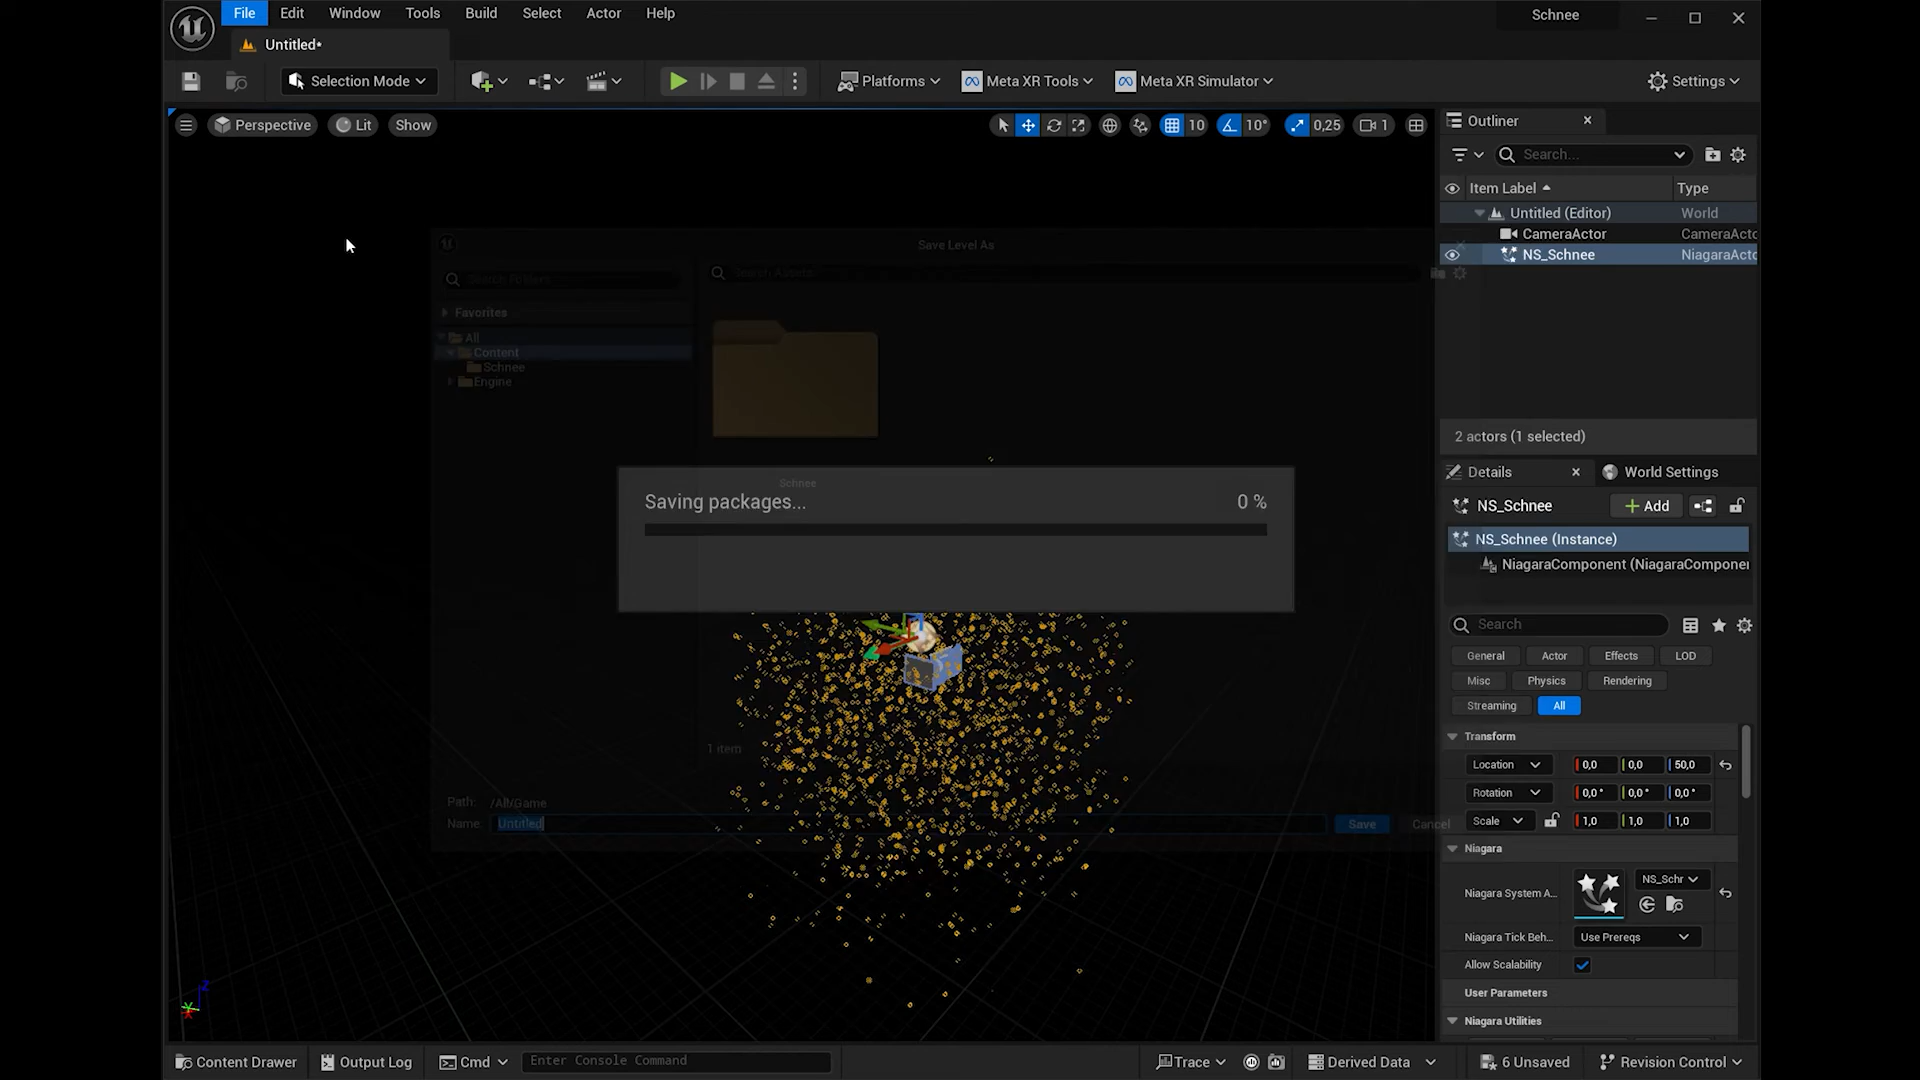 File Edit Window Tools Build Select Actor Help
Schnee
Untitled•
Selection Mode
Platforms
Meta XR Tools
Meta XR Simulator
Settings
Perspective
Lit
Show
10
10°
0,25
1
Outliner
Search...
Item Label
Type
Untitled (Editor)
World
CameraActor
CameraActo
NS_Schnee
NiagaraActo
Save Level As
Search Folders
Search Assets
Favorites
All
Content
Schnee
Engine
Schnee
1 item
Path: /All/Game
Name: Untitled
Save
Cancel
Saving packages...
0 %
2 actors (1 selected)
Details
World Settings
NS_Schnee
Add
NS_Schnee (Instance)
NiagaraComponent (NiagaraComponer
Search
General
Actor
Effects
LOD
Misc
Physics
Rendering
Streaming
All
Transform
Location
0,0
0,0
50,0
Rotation
0,0 °
0,0 °
0,0 °
Scale
1,0
1,0
1,0
Niagara
Niagara System A...
NS_Schr
Niagara Tick Beh...
Use Prereqs
Allow Scalability
User Parameters
Niagara Utilities
Z
Y
X
Content Drawer
Output Log
Cmd
Enter Console Command
Trace
Derived Data
6 Unsaved
Revision Control